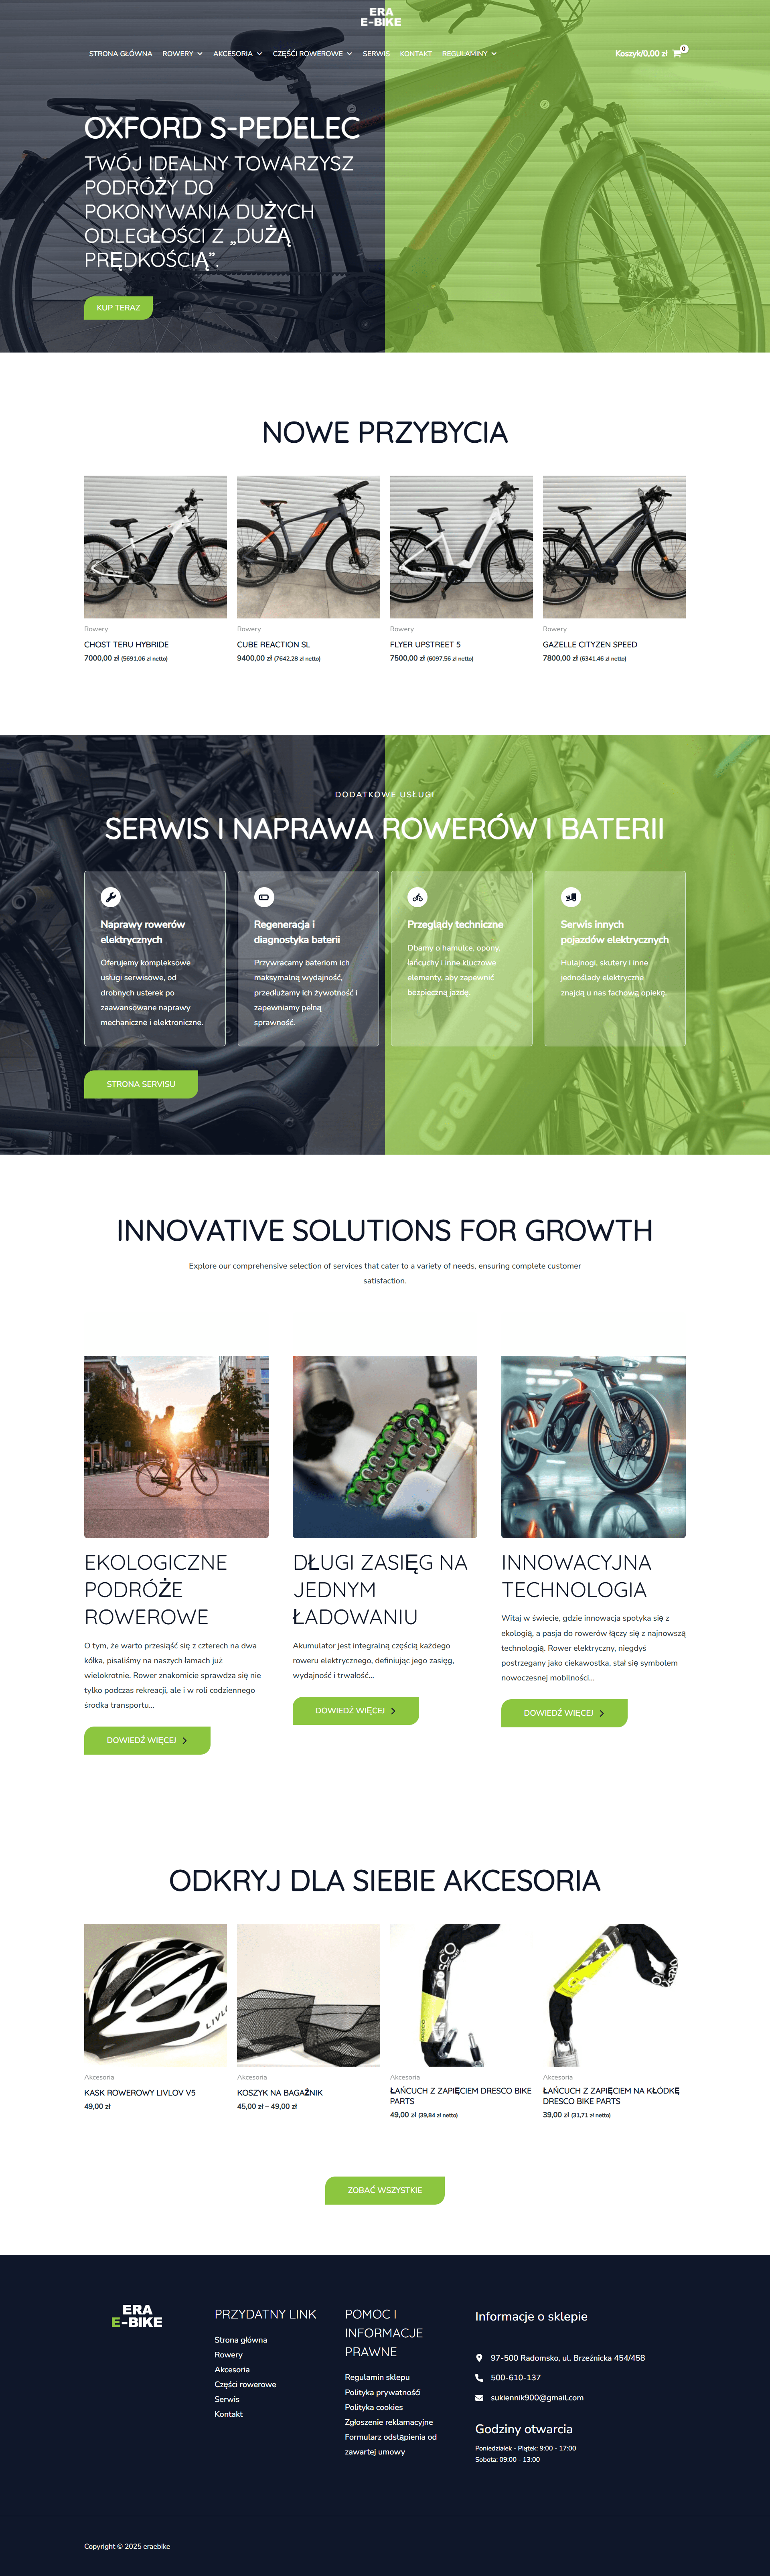 ERA
E-BIKE
STRONA GŁÓWNA ROWERY AKCESORIA CZĘŚCI ROWEROWE SERWIS KONTAKT REGULAMINY Koszyk/0,00 zł 0
OXFORD S-PEDELEC
TWÓJ IDEALNY TOWARZYSZ
PODRÓŻY DO
POKONYWANIA DUŻYCH
ODLEGŁOŚCI Z „DUŻĄ
PRĘDKOŚCIĄ”.
OXFORD
KUP TERAZ
NOWE PRZYBYCIA
Rowery
CHOST TERU HYBRIDE
7000,00 zł (5691,06 zł netto)
Rowery
CUBE REACTION SL
9400,00 zł (7642,28 zł netto)
Rowery
FLYER UPSTREET 5
7500,00 zł (6097,56 zł netto)
Rowery
GAZELLE CITYZEN SPEED
7800,00 zł (6341,46 zł netto)
DODATKOWE USŁUGI
SERWIS I NAPRAWA ROWERÓW I BATERII
Naprawy rowerów
elektrycznych
Oferujemy kompleksowe
usługi serwisowe, od
drobnych usterek po
zaawansowane naprawy
mechaniczne i elektroniczne.
Regeneracja i
diagnostyka baterii
Przywracamy bateriom ich
maksymalną wydajność,
przedłużamy ich żywotność i
zapewniamy pełną
sprawność.
Przeglądy techniczne
Dbamy o hamulce, opony,
łańcuchy i inne kluczowe
elementy, aby zapewnić
bezpieczną jazdę.
Serwis innych
pojazdów elektrycznych
Hulajnogi, skutery i inne
jednoślady elektryczne
znajdą u nas fachową opiekę.
STRONA SERWISU
INNOVATIVE SOLUTIONS FOR GROWTH
Explore our comprehensive selection of services that cater to a variety of needs, ensuring complete customer
satisfaction.
EKOLOGICZNE
PODRÓŻE
ROWEROWE
O tym, że warto przesiąść się z czterech na dwa
kółka, pisaliśmy na naszych łamach już
wielokrotnie. Rower znakomicie sprawdza się nie
tylko podczas rekreacji, ale i w roli codziennego
środka transportu...
DOWIEDŹ WIĘCEJ
DŁUGI ZASIĘG NA
JEDNYM
ŁADOWANIU
Akumulator jest integralną częścią każdego
roweru elektrycznego, definiując jego zasięg,
wydajność i trwałość...
DOWIEDŹ WIĘCEJ
INNOWACYJNA
TECHNOLOGIA
Witaj w świecie, gdzie innowacja spotyka się z
ekologią, a pasja do rowerów łączy się z najnowszą
technologią. Rower elektryczny, niegdyś
postrzegany jako ciekawostka, stał się symbolem
nowoczesnej mobilności...
DOWIEDŹ WIĘCEJ
ODKRYJ DLA SIEBIE AKCESORIA
Akcesoria
KASK ROWEROWY LIVLOV V5
49,00 zł
Akcesoria
KOSZYK NA BAGAŻNIK
45,00 zł – 49,00 zł
Akcesoria
ŁAŃCUCH Z ZAPIĘCIEM DRESCO BIKE
PARTS
49,00 zł (39,84 zł netto)
Akcesoria
ŁAŃCUCH Z ZAPIĘCIEM NA KŁÓDKĘ
DRESCO BIKE PARTS
39,00 zł (31,71 zł netto)
ZOBAĆ WSZYSTKIE
ERA
E-BIKE
PRZYDATNY LINK
Strona główna
Rowery
Akcesoria
Części rowerowe
Serwis
Kontakt
POMOC I
INFORMACJE
PRAWNE
Regulamin sklepu
Polityka prywatności
Polityka cookies
Zgłoszenie reklamacyjne
Formularz odstąpienia od
zawartej umowy
Informacje o sklepie
97-500 Radomsko, ul. Brzeźnicka 454/458
500-610-137
sukiennik900@gmail.com
Godziny otwarcia
Poniedziałek - Piątek: 9:00 - 17:00
Sobota: 09:00 - 13:00
Copyright © 2025 eraebike